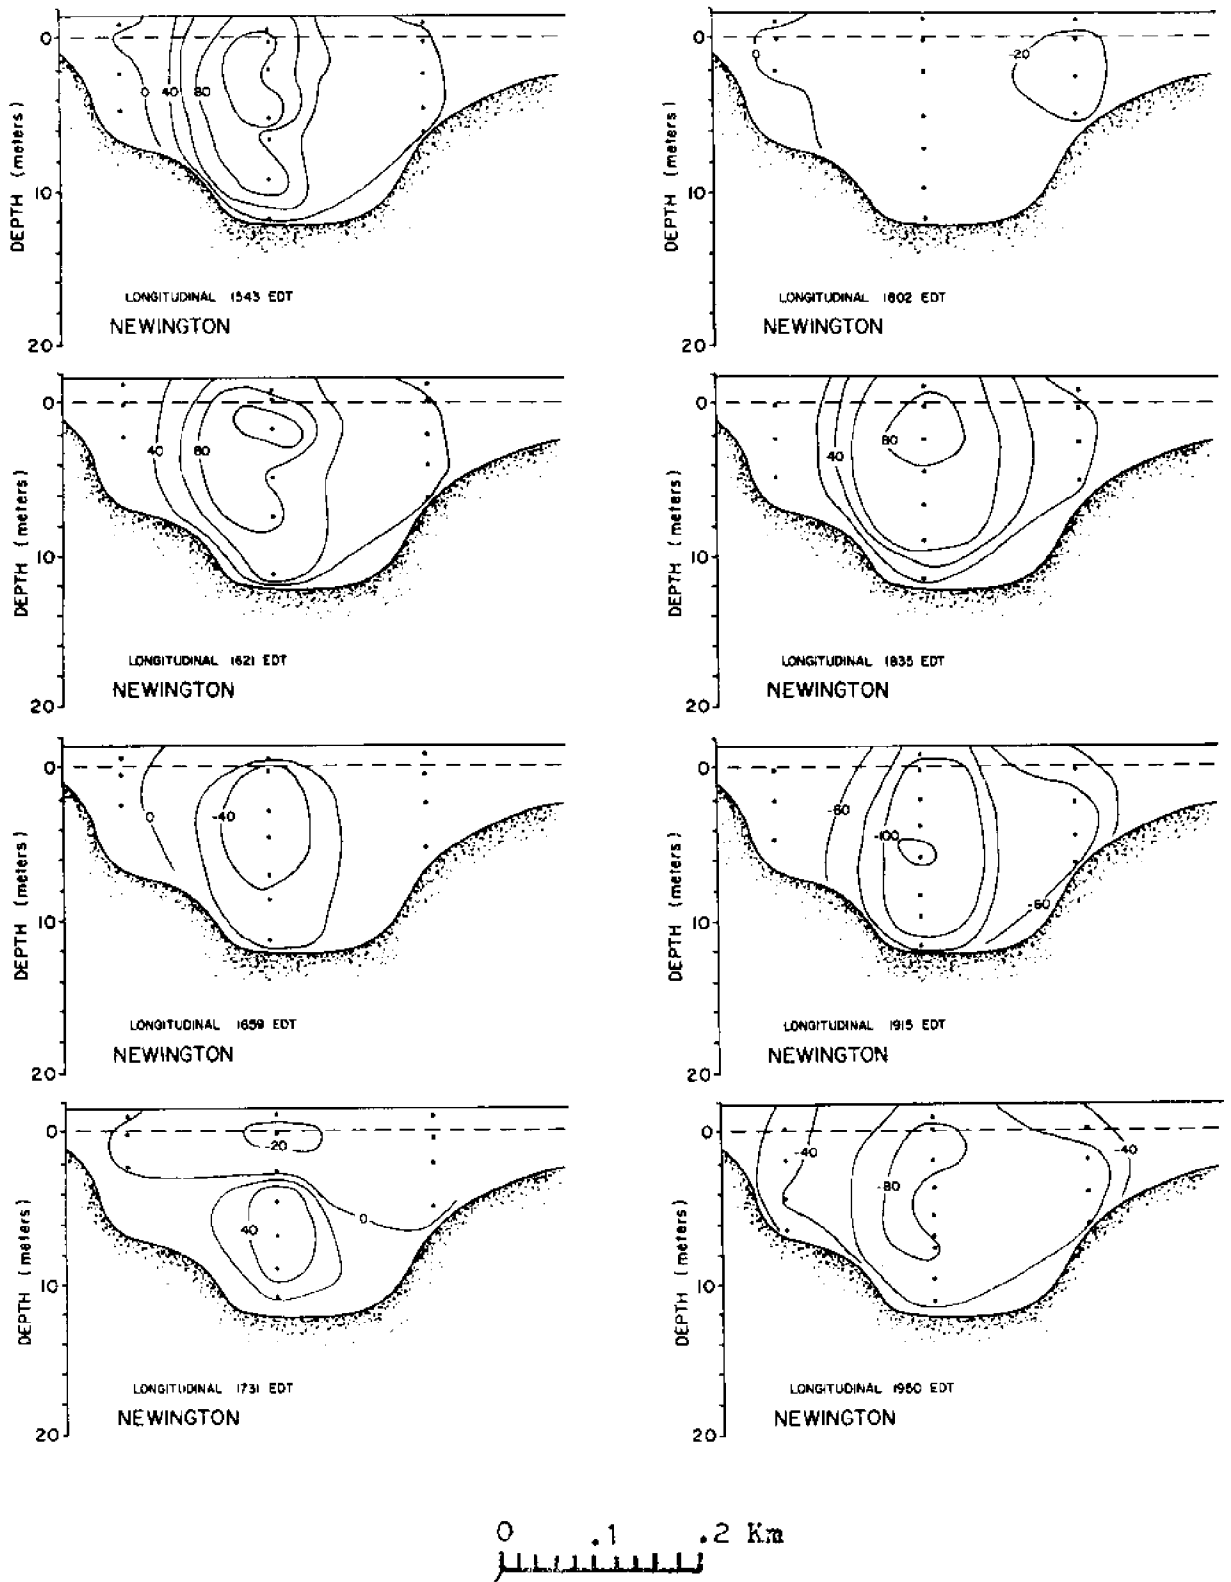 0
10
20
DEPTH (meters)
0 40 80
LONGITUDINAL 1543 EDT
NEWINGTON
0
10
20
DEPTH (meters)
0
-20
LONGITUDINAL 1802 EDT
NEWINGTON
0
10
20
DEPTH (meters)
40 80
LONGITUDINAL 1621 EDT
NEWINGTON
0
10
20
DEPTH (meters)
80
40
LONGITUDINAL 1835 EDT
NEWINGTON
0
10
20
DEPTH (meters)
0 -40
LONGITUDINAL 1659 EDT
NEWINGTON
0
10
20
DEPTH (meters)
-60
-100
-60
LONGITUDINAL 1915 EDT
NEWINGTON
0
10
20
DEPTH (meters)
-20
0
40
LONGITUDINAL 1731 EDT
NEWINGTON
0
10
20
DEPTH (meters)
-40
-40
-80
LONGITUDINAL 1950 EDT
NEWINGTON
0 .1 .2 Km